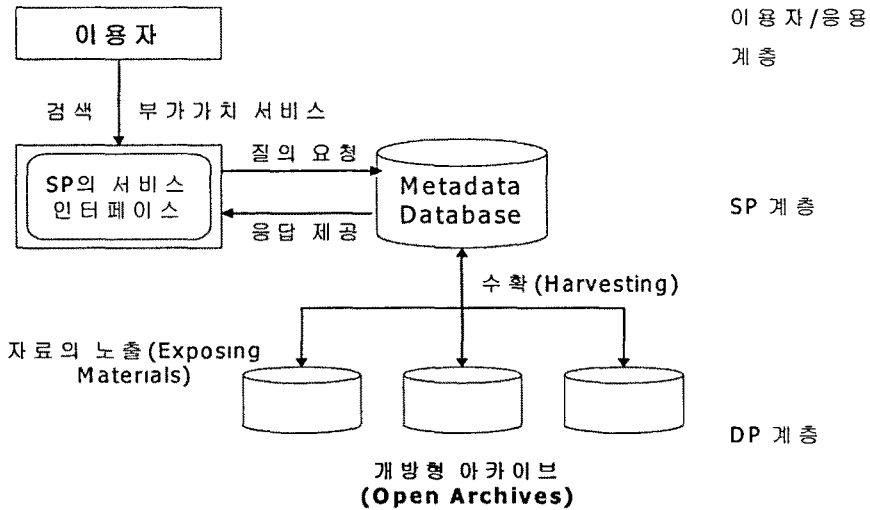 이용자
이용자/응용
계층
검색 부가가치 서비스
질의 요청
SP의 서비스
인터페이스
Metadata
Database
응답 제공
SP 계층
수확(Harvesting)
자료의 노출(Exposing
Materials)
DP 계층
개방형 아카이브
(Open Archives)